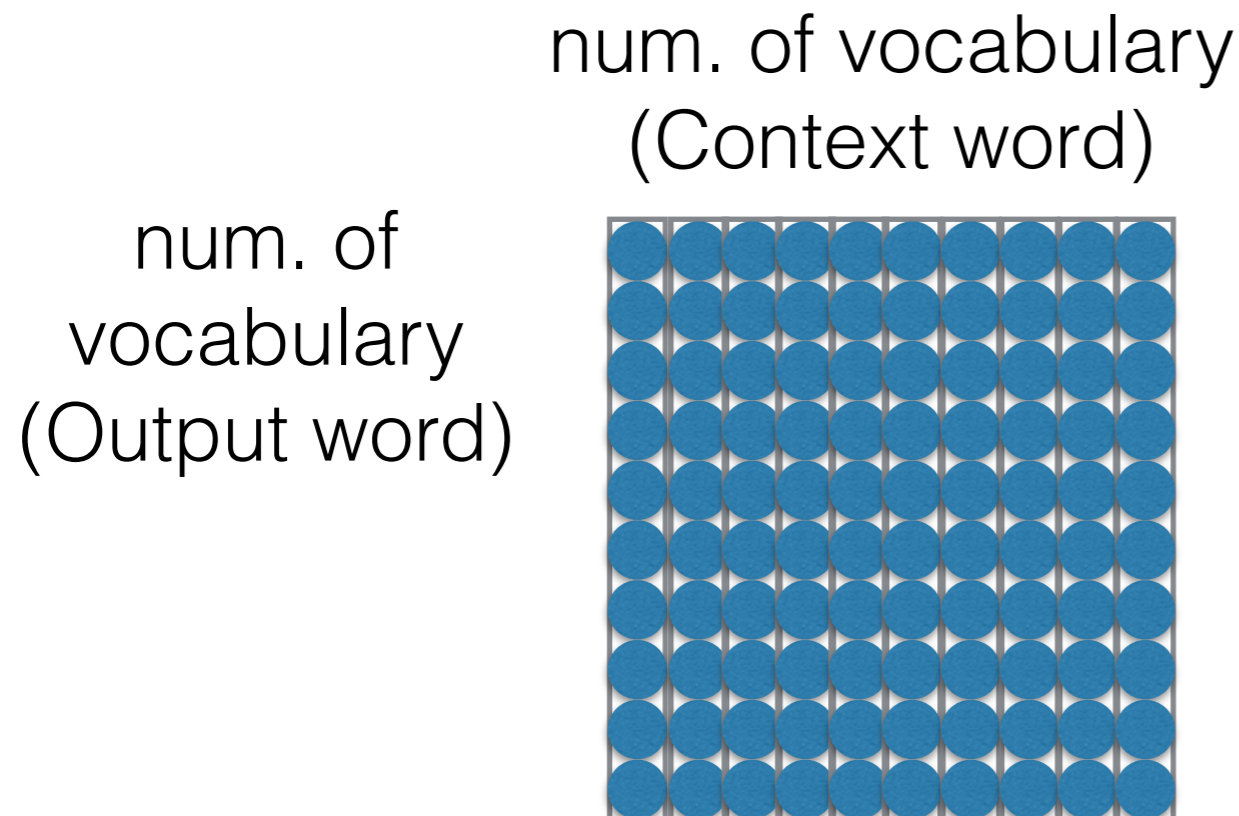 num. of vocabulary
(Context word)
num. of
vocabulary
(Output word)